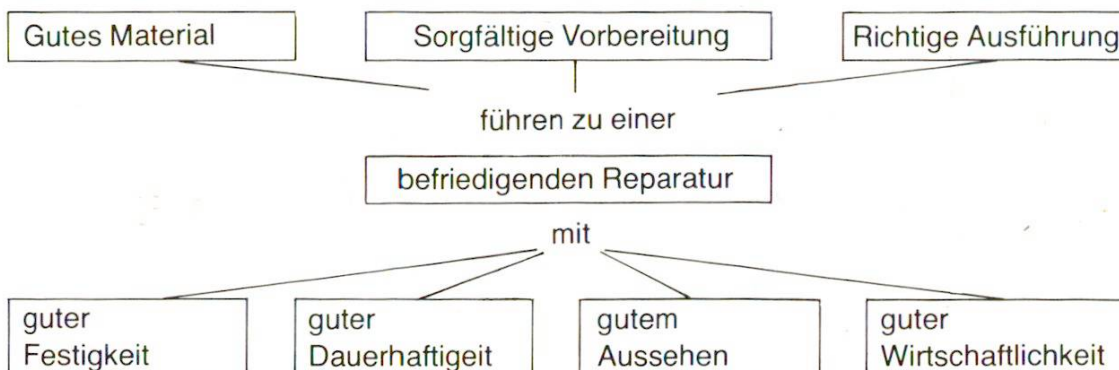 Gutes Material
Sorgfältige Vorbereitung
Richtige Ausführung
führen zu einer
befriedigenden Reparatur
mit
guter
Festigkeit
guter
Dauerhaftigeit
gutem
Aussehen
guter
Wirtschaftlichkeit